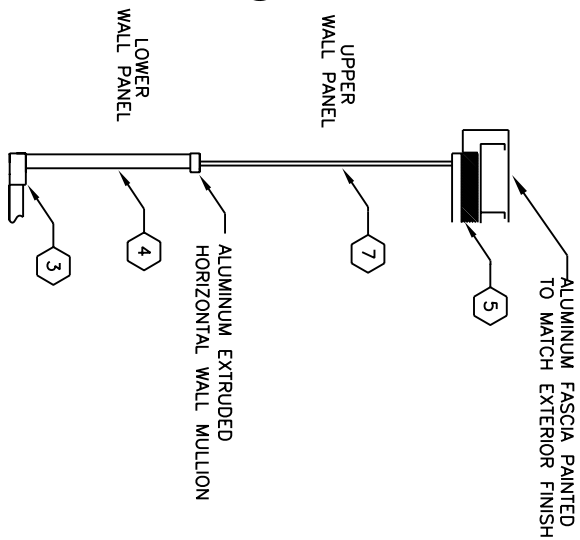 ALUMINUM FASCIA PAINTED
TO MATCH EXTERIOR FINISH
5
UPPER
WALL PANEL
7
ALUMINUM EXTRUDED
HORIZONTAL WALL MULLION
LOWER
WALL PANEL
4
3